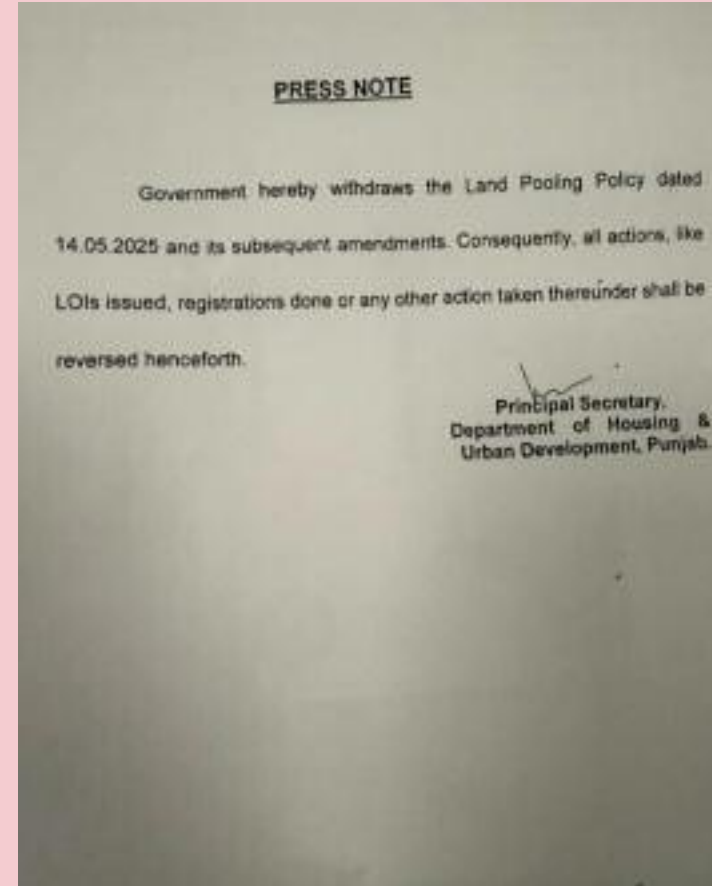 PRESS NOTE
Government hereby withdraws the Land Pooling Policy dated
14.05.2025 and its subsequent amendments. Consequently, all actions, like
LOIs issued, registrations done or any other action taken thereunder shall be
reversed henceforth.
Principal Secretary,
Department of Housing &
Urban Development, Punjab.